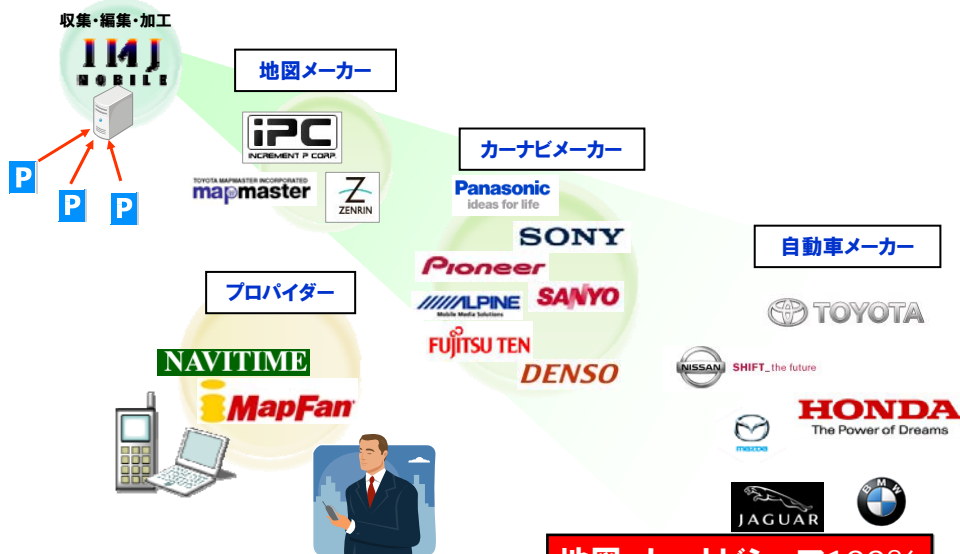 収集・編集・加工
IMJ
MOBILE
P
P
P
地図メーカー
iPC
INCREMENT P CORP.
TOYOTA MAPMASTER INCORPORATED
mapmaster
Z
ZENRIN
カーナビメーカー
Panasonic
ideas for life
SONY
Pioneer
ALPINE
Mobile Media Solutions
SANYO
FUJITSU TEN
DENSO
プロバイダー
NAVITIME
iMapFan
自動車メーカー
TOYOTA
NISSAN
SHIFT_the future
HONDA
The Power of Dreams
mazda
JAGUAR
BMW